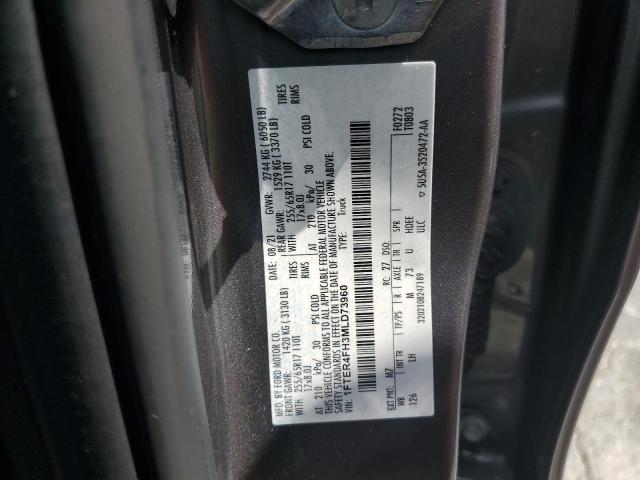 MFD. BY FORD MOTOR CO.
DATE: 08/21 GVWR: 2744 KG ( 6050 LB)
FRONT GAWR: 1420 KG ( 3130 LB) REAR GAWR: 1529 KG ( 3370 LB)
WITH 255/65R17 110T TIRES WITH 255/65R17 110T TIRES
17x8.0J RIMS 17x8.0J RIMS
AT 210 kPa/ 30 PSI COLD AT 210 kPa/ 30 PSI COLD
THIS VEHICLE CONFORMS TO ALL APPLICABLE FEDERAL MOTOR VEHICLE
SAFETY STANDARDS IN EFFECT ON THE DATE OF MANUFACTURE SHOWN ABOVE.
VIN: 1FTER4FH3MLD73960 TYPE: Truck
F0272
T0B03
EXT PNT: M7 RC: 27 DSO:
WB INT TR TP/PS R AXLE TR SPR
126 LH M 73 U HDEE
ULC
3202108247189
▽ 5U5A-3520472-AA